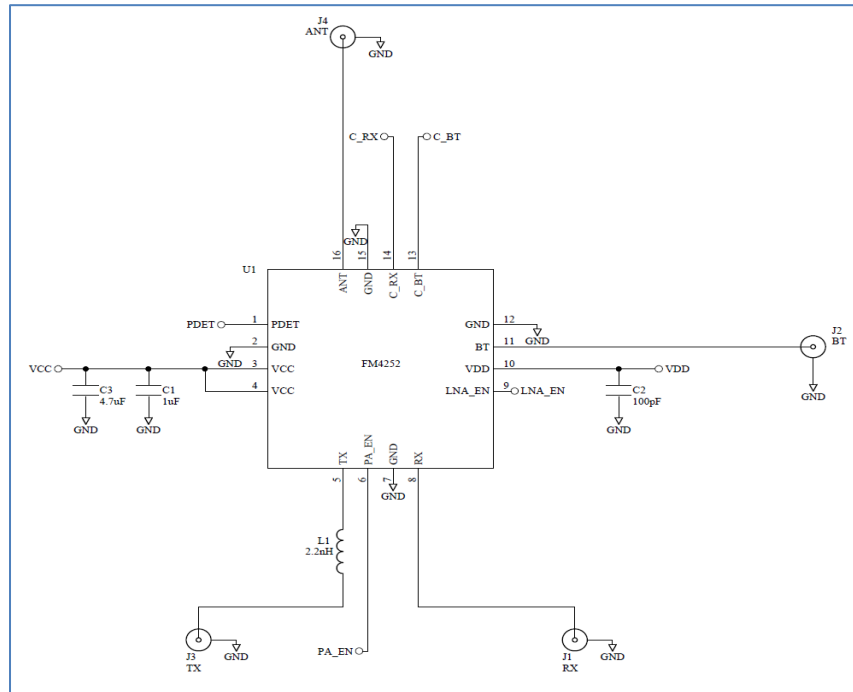 J4
ANT
GND
C_RX
C_BT
GND
16
15
14
13
U1
ANT
GND
C_RX
C_BT
PDET
1
PDET
GND
12
GND
J2
BT
2
GND
GND
BT
11
VCC
3
VCC
FM4252
VDD
10
VDD
4
VCC
LNA_EN
9
LNA_EN
C3
4.7uF
C1
1uF
C2
100pF
GND
GND
GND
GND
TX
PA_EN
GND
RX
5
6
7
8
GND
L1
2.2nH
J3
TX
GND
PA_EN
J1
RX
GND